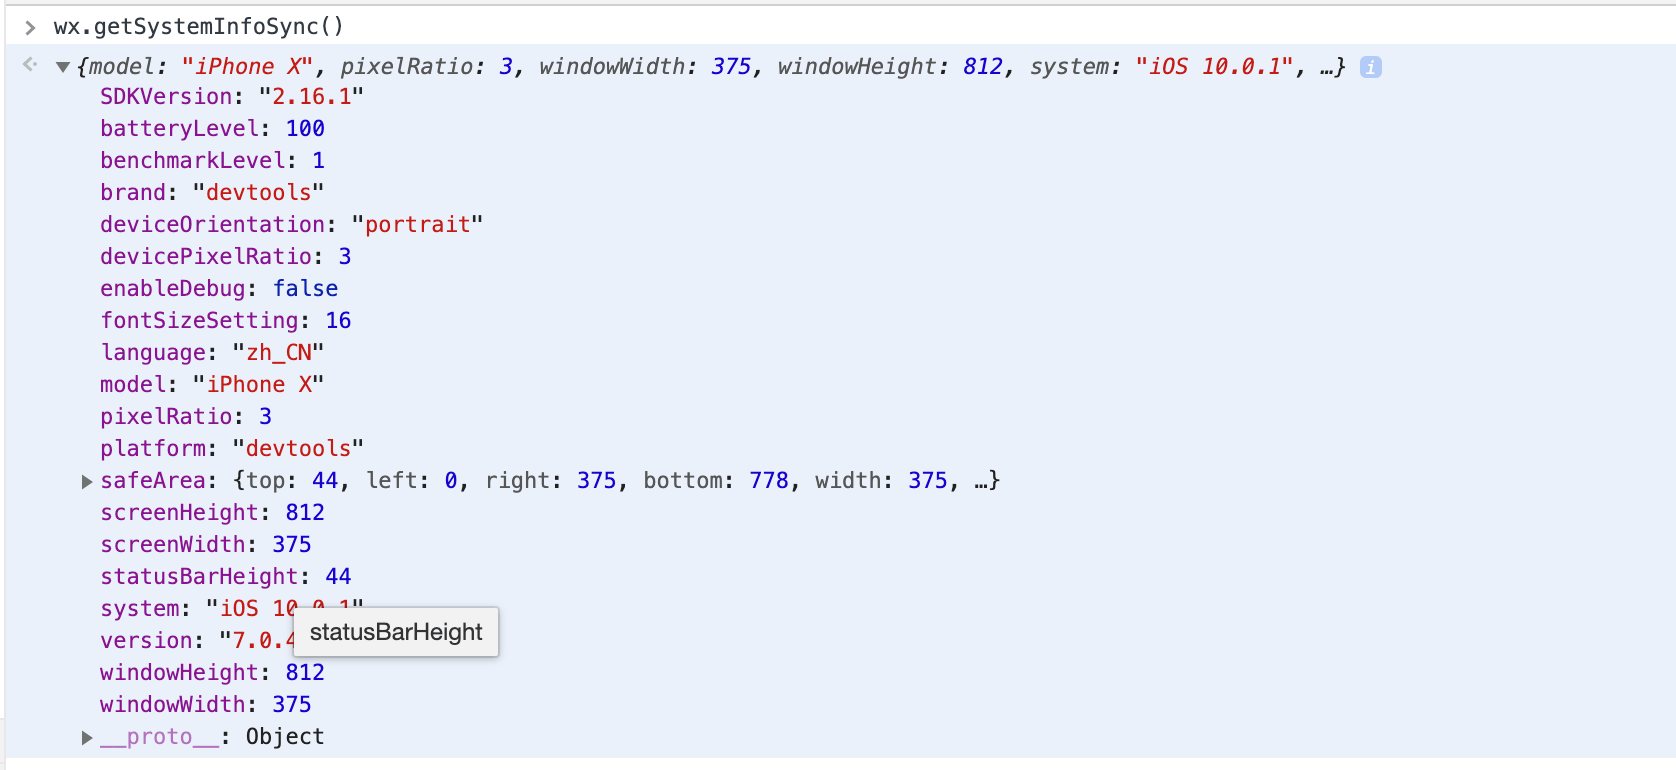 > wx.getSystemInfoSync()
{model: "iPhone X", pixelRatio: 3, windowWidth: 375, windowHeight: 812, system: "iOS 10.0.1", …} i
SDKVersion: "2.16.1"
batteryLevel: 100
benchmarkLevel: 1
brand: "devtools"
deviceOrientation: "portrait"
devicePixelRatio: 3
enableDebug: false
fontSizeSetting: 16
language: "zh_CN"
model: "iPhone X"
pixelRatio: 3
platform: "devtools"
safeArea: {top: 44, left: 0, right: 375, bottom: 778, width: 375, …}
screenHeight: 812
screenWidth: 375
statusBarHeight: 44
system: "iOS 10.0.1"
version: "7.0.4
statusBarHeight
windowHeight: 812
windowWidth: 375
__proto__: Object